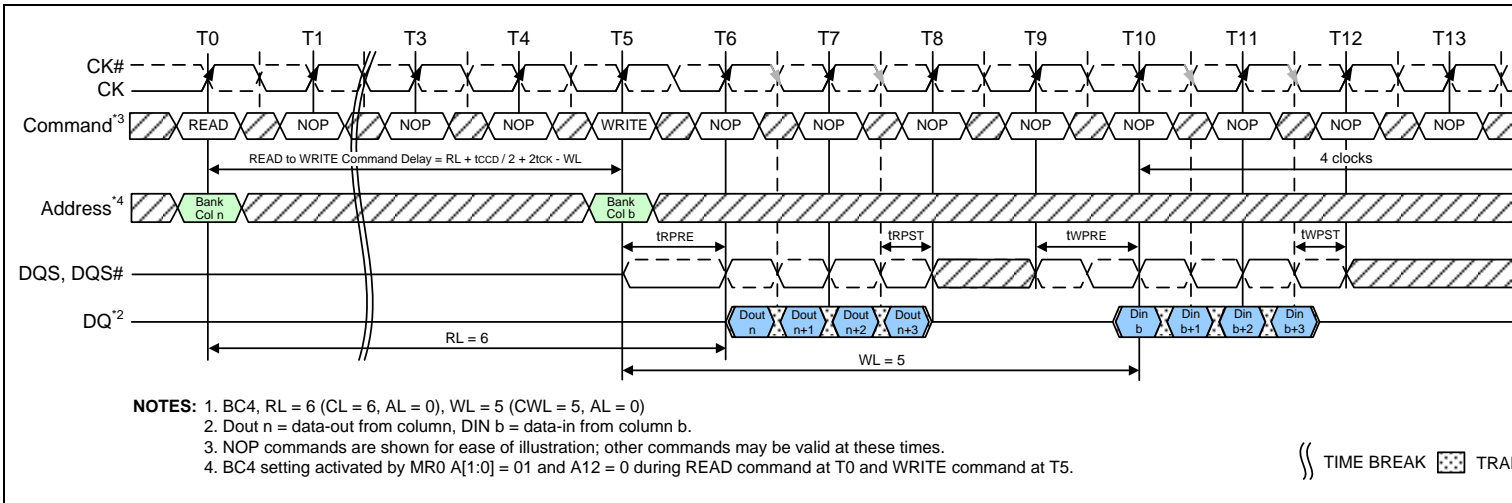 T0 T1 T3 T4 T5 T6 T7 T8 T9 T10 T11 T12 T13
CK#
CK
Command*3 READ NOP NOP NOP WRITE NOP NOP NOP NOP NOP NOP NOP NOP
READ to WRITE Command Delay = RL + tCCD / 2 + 2tCK - WL
4 clocks
Address*4 Bank Col n Bank Col b
tRPRE tRPST tWPRE tWPST
DQS, DQS#
DQ*2 Dout n Dout n+1 Dout n+2 Dout n+3 Din b Din b+1 Din b+2 Din b+3
RL = 6
WL = 5
NOTES: 1. BC4, RL = 6 (CL = 6, AL = 0), WL = 5 (CWL = 5, AL = 0)
2. Dout n = data-out from column, DIN b = data-in from column b.
3. NOP commands are shown for ease of illustration; other commands may be valid at these times.
4. BC4 setting activated by MR0 A[1:0] = 01 and A12 = 0 during READ command at T0 and WRITE command at T5.
TIME BREAK